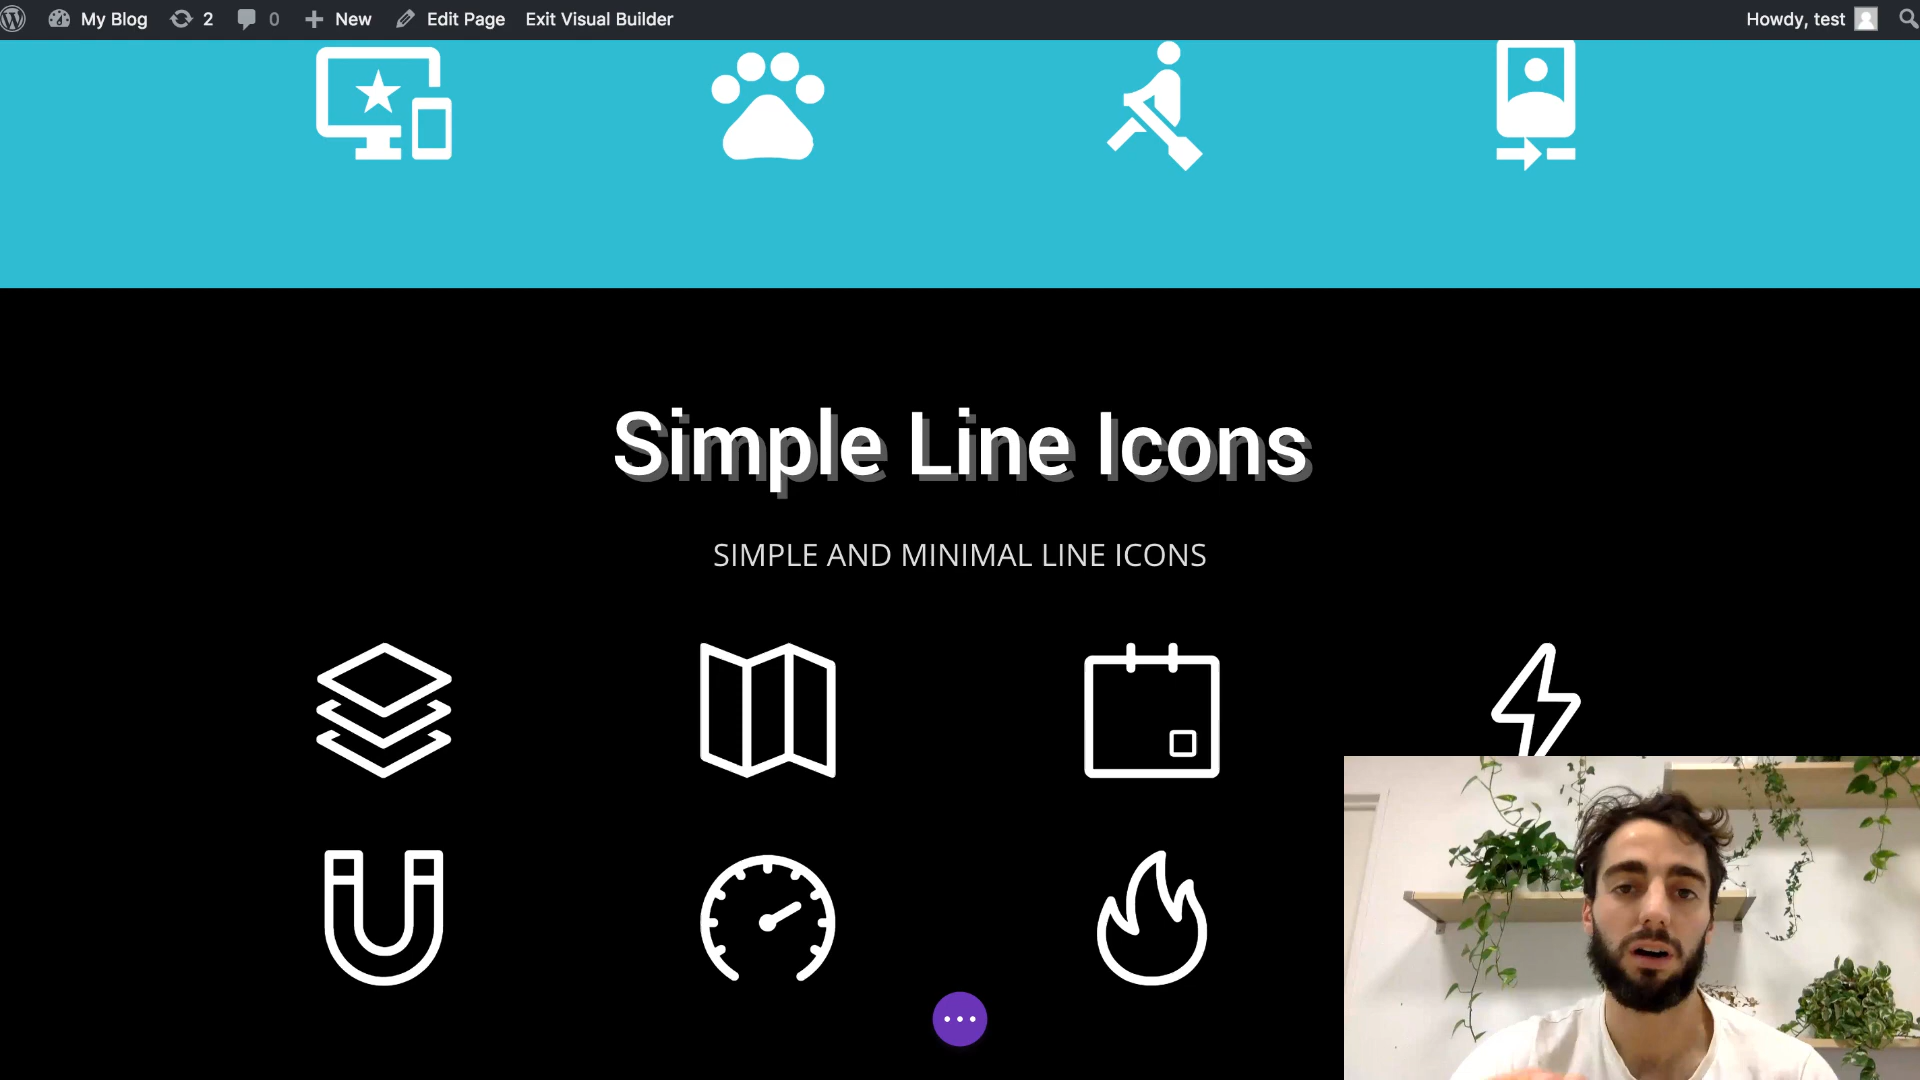 My Blog 2 0 New Edit Page Exit Visual Builder Howdy, test
Simple Line Icons
SIMPLE AND MINIMAL LINE ICONS